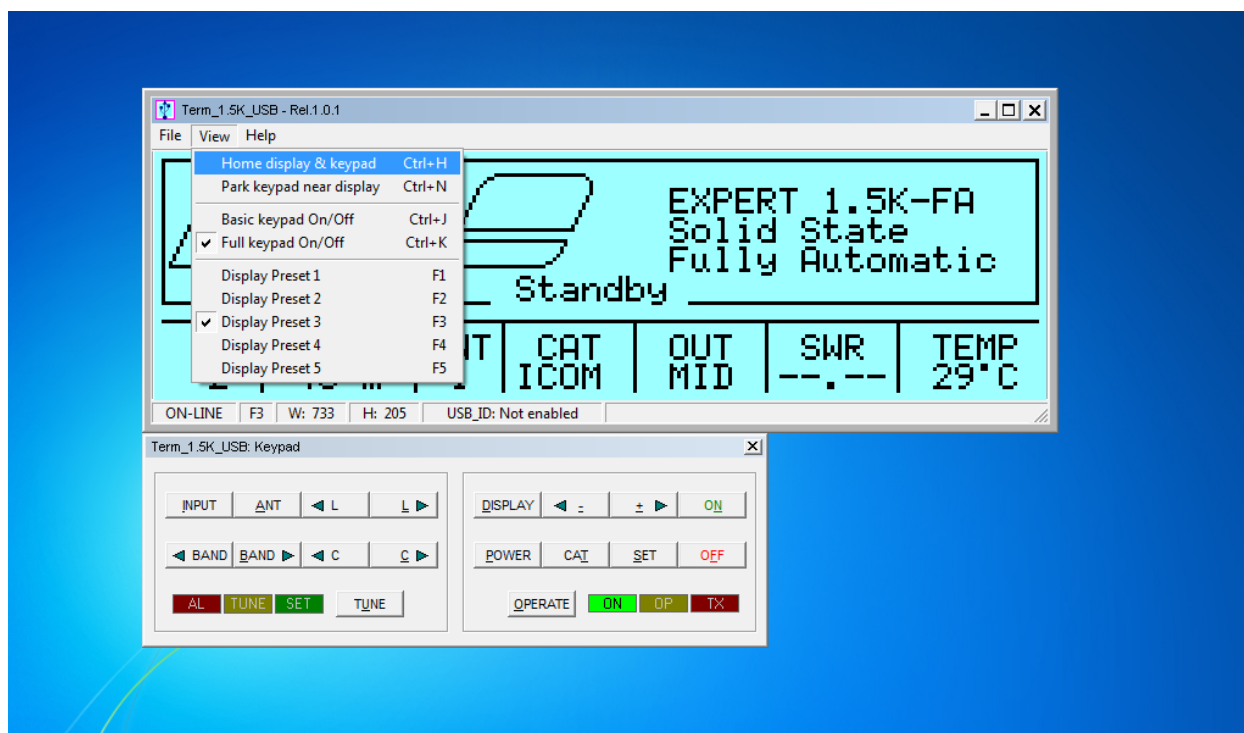 Term_1.5K_USB - Rel.1.0.1
File View Help
Home display & keypad Ctrl+H
Park keypad near display Ctrl+N
Basic keypad On/Off Ctrl+J
Full keypad On/Off Ctrl+K
Display Preset 1 F1
Display Preset 2 F2
Display Preset 3 F3
Display Preset 4 F4
Display Preset 5 F5
EXPERT 1.5K-FA
Solid State
Fully Automatic
Standby
CAT OUT SWR TEMP
ICOM MID --.-- 29°C
ON-LINE F3 W: 733 H: 205 USB_ID: Not enabled
Term_1.5K_USB: Keypad
INPUT ANT ◀ L L ▶ DISPLAY ◀ - + ▶ ON
◀ BAND BAND ▶ ◀ C C ▶ POWER CAT SET OFF
AL TUNE SET TUNE OPERATE ON OP TX